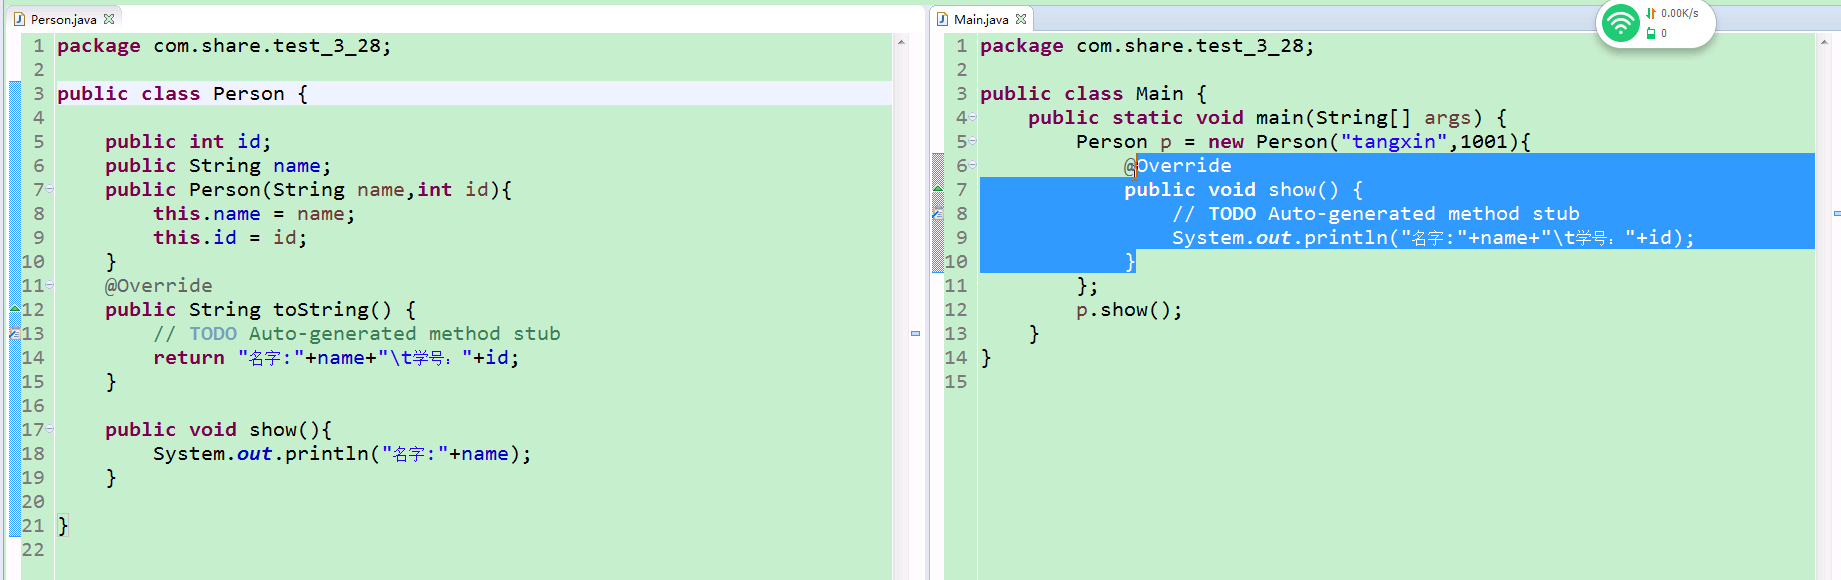 Person.java
1 package com.share.test_3_28;
2
3 public class Person {
4
5 public int id;
6 public String name;
7 public Person(String name,int id){
8 this.name = name;
9 this.id = id;
10 }
11 @Override
12 public String toString() {
13 // TODO Auto-generated method stub
14 return "名字:"+name+"\t学号："+id;
15 }
16
17 public void show(){
18 System.out.println("名字:"+name);
19 }
20
21 }
22
Main.java
1 package com.share.test_3_28;
2
3 public class Main {
4 public static void main(String[] args) {
5 Person p = new Person("tangxin",1001){
6 @Override
7 public void show() {
8 // TODO Auto-generated method stub
9 System.out.println("名字:"+name+"\t学号："+id);
10 }
11 };
12 p.show();
13 }
14 }
15
0.00K/s
0